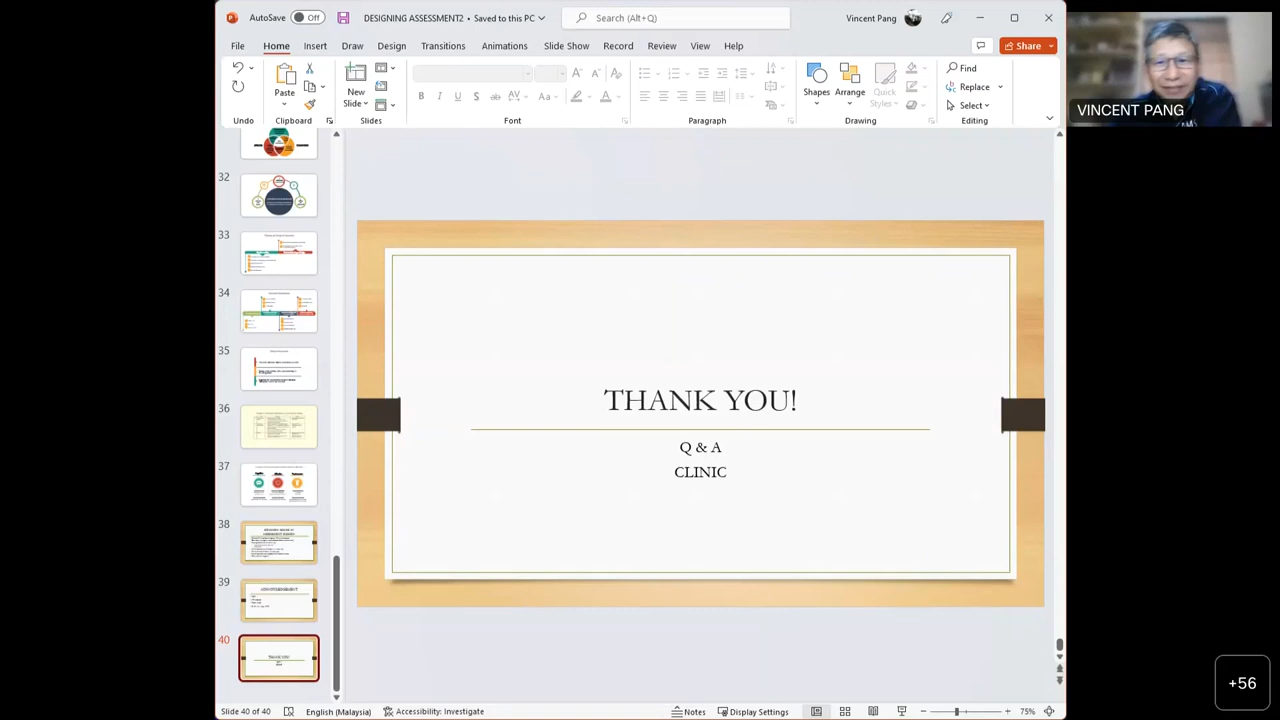 AutoSave Off DESIGNING ASSESSMENT2 • Saved to this PC Search (Alt+Q) Vincent Pang
File Home Insert Draw Design Transitions Animations Slide Show Record Review View Help Share
Paste New Slide Shapes Arrange Quick Styles Find Replace Select
Undo Clipboard Slides Font Paragraph Drawing Editing
VINCENT PANG
32
33
34
35
36
37
38
39
40
THANK YOU!
Q & A
CLINIC
+56
Slide 40 of 40 English (Malaysia) Accessibility: Investigate Notes Display Settings 75%